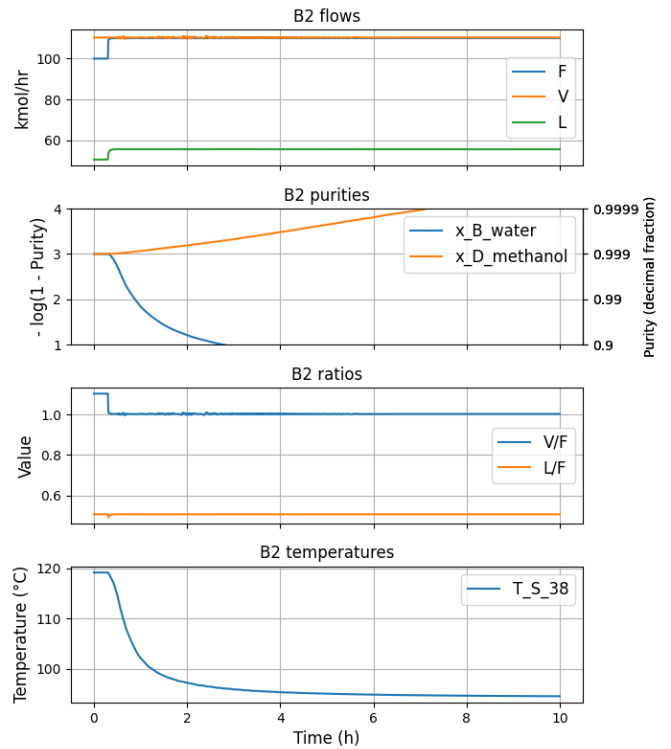 B2 flows
kmol/hr
100
80
60
F
V
L
B2 purities
- log(1 - Purity)
4
3
2
1
x_B_water
x_D_methanol
0.9999
0.999
0.99
0.9
Purity (decimal fraction)
B2 ratios
Value
1.0
0.8
0.6
V/F
L/F
B2 temperatures
Temperature (°C)
120
110
100
T_S_38
0 2 4 6 8 10
Time (h)